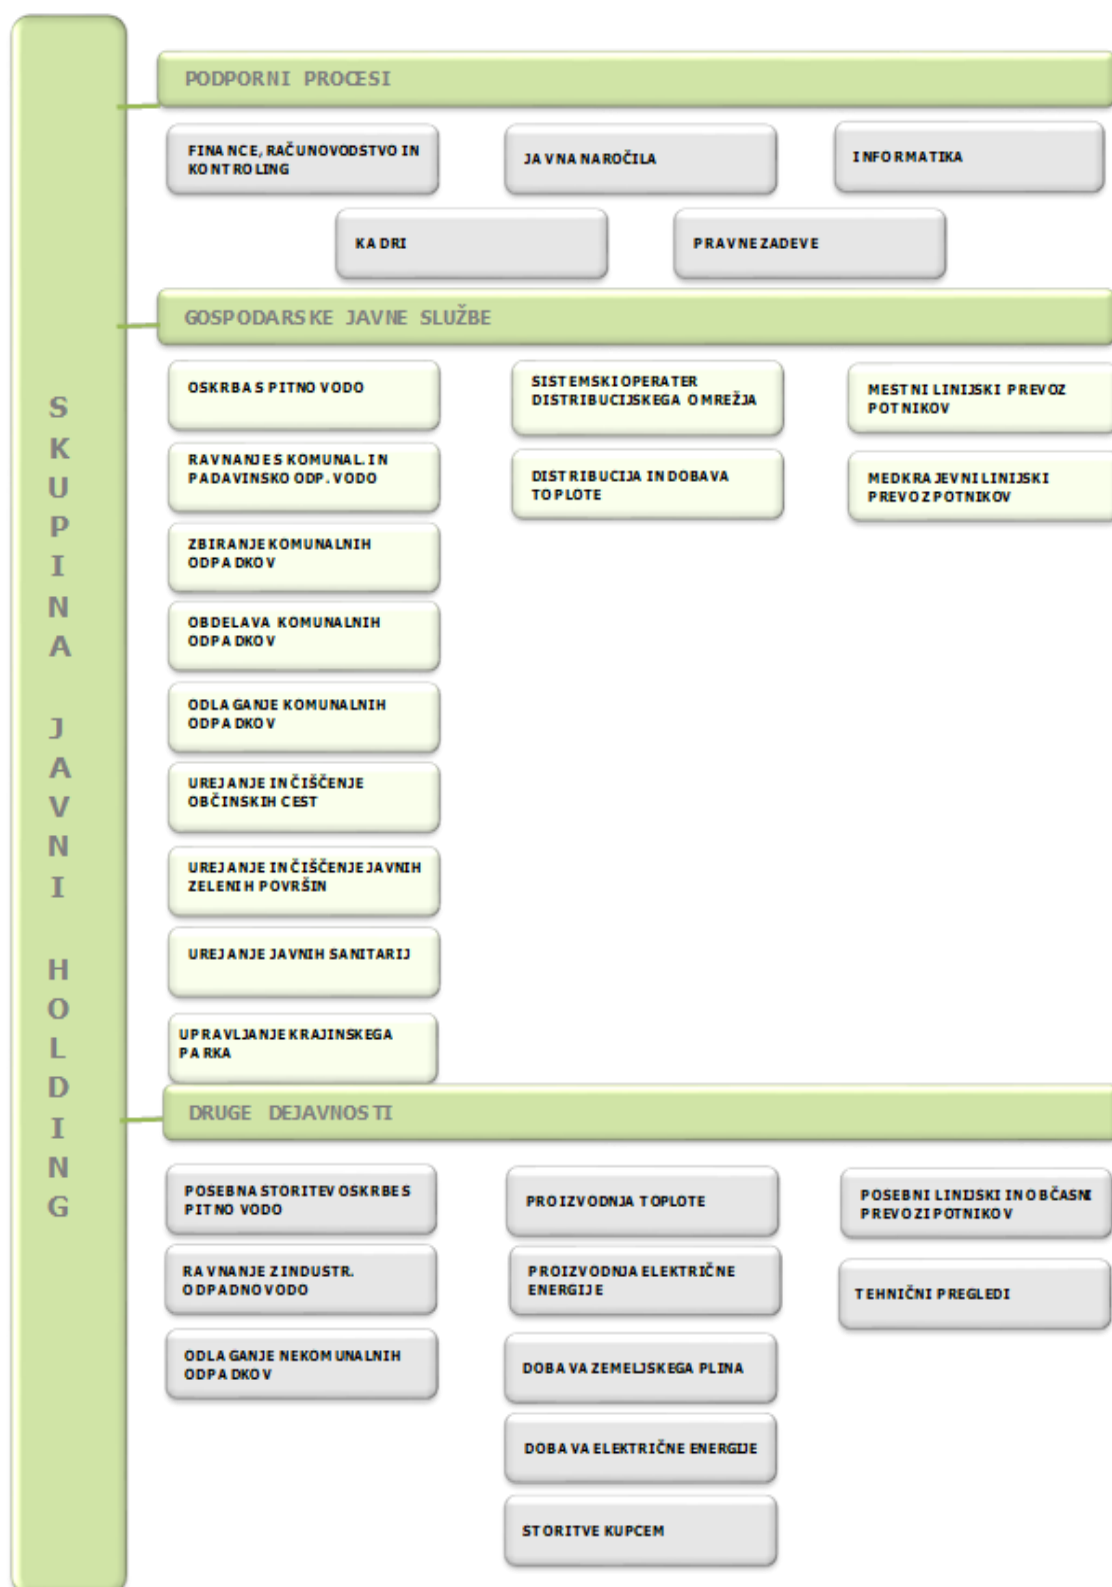 SKUPINA JAVNI HOLDING
PODPORNI PROCESI
FINANCE, RAČUNOVODSTVO IN
KONTROLING
JAVNA NAROČILA
INFORMATIKA
KADRI
PRAVNE ZADEVE
GOSPODARSKE JAVNE SLUŽBE
OSKRBA S PITNO VODO
RAVNANJE S KOMUNAL. IN
PADAVINSKO ODP. VODO
ZBIRANJE KOMUNALNIH
ODPADKOV
OBDELAVA KOMUNALNIH
ODPADKOV
ODLAGANJE KOMUNALNIH
ODPADKOV
UREJANJE IN ČIŠČENJE
OBČINSKIH CEST
UREJANJE IN ČIŠČENJE JAVNIH
ZELENIH POVRŠIN
UREJANJE JAVNIH SANITARIJ
UPRAVLJANJE KRAJINSKEGA
PARKA
SISTEMSKI OPERATER
DISTRIBUCIJSKEGA OMREŽJA
DISTRIBUCIJA IN DOBAVA
TOPLOTE
MESTNI LINIJSKI PREVOZ
POTNIKOV
MEDKRAJEVNI LINIJSKI
PREVOZ POTNIKOV
DRUGE DEJAVNOSTI
POSEBNA STORITEV OSKRBE S
PITNO VODO
RAVNANJE Z INDUSTR.
ODPADNO VODO
ODLAGANJE NEKOMUNALNIH
ODPADKOV
PROIZVODNJA TOPLOTE
PROIZVODNJA ELEKTRIČNE
ENERGIJE
DOBAVA ZEMELJSKEGA PLINA
DOBAVA ELEKTRIČNE ENERGIJE
STORITVE KUPCEM
POSEBNI LINIJSKI IN OBČASNI
PREVOZI POTNIKOV
TEHNIČNI PREGLEDI